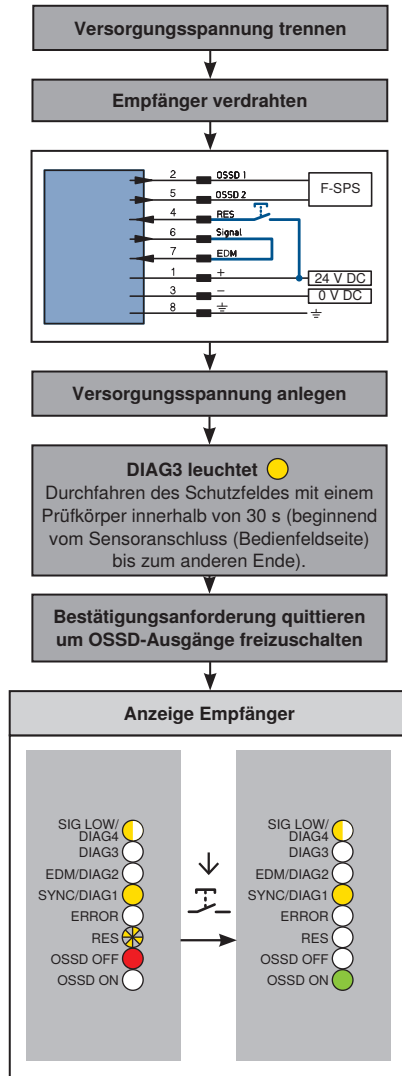 Versorgungsspannung trennen
Empfänger verdrahten
2 OSSD 1
5 OSSD 2
F-SPS
4 RES
6 Signal
7 EDM
1 +
24 V DC
3 −
0 V DC
8
Versorgungsspannung anlegen
DIAG3 leuchtet
Durchfahren des Schutzfeldes mit einem
Prüfkörper innerhalb von 30 s (beginnend
vom Sensoranschluss (Bedienfeldseite)
bis zum anderen Ende).
Bestätigungsanforderung quittieren
um OSSD-Ausgänge freizuschalten
Anzeige Empfänger
SIG LOW/
DIAG4
DIAG3
EDM/DIAG2
SYNC/DIAG1
ERROR
RES
OSSD OFF
OSSD ON
SIG LOW/
DIAG4
DIAG3
EDM/DIAG2
SYNC/DIAG1
ERROR
RES
OSSD OFF
OSSD ON